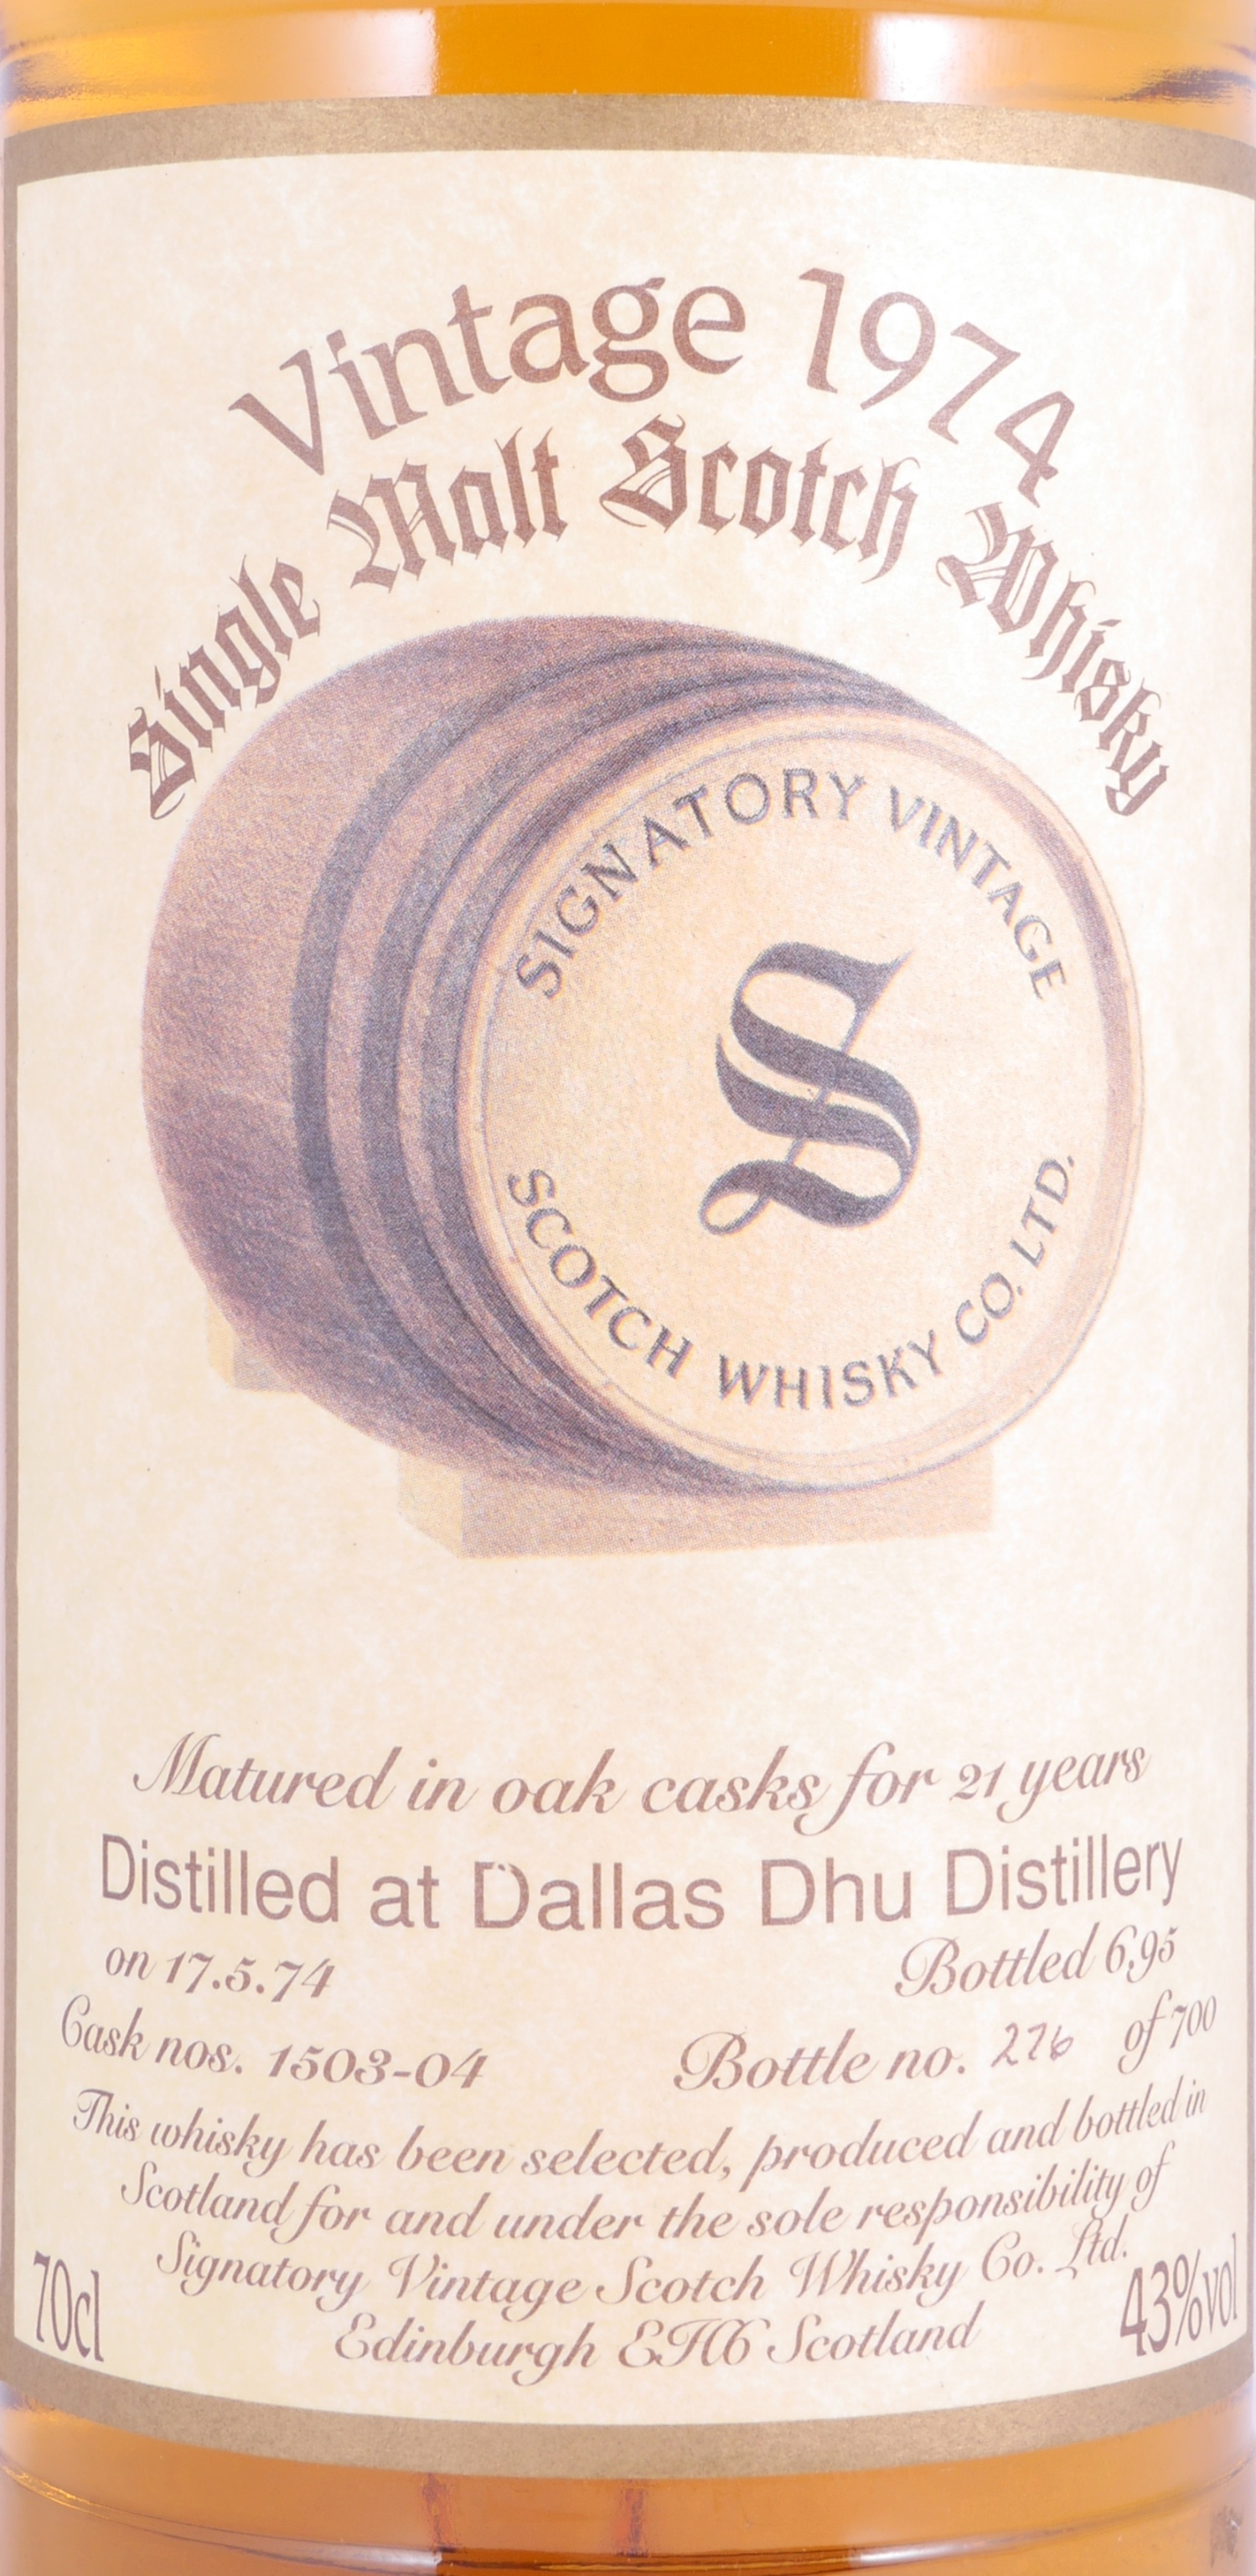 Vintage 1974
Single Malt Scotch Whisky
SIGNATORY VINTAGE
S
SCOTCH WHISKY CO. LTD.
Matured in oak casks for 21 years
Distilled at Dallas Dhu Distillery
on 17.5.74 Bottled 6.95
Cask nos. 1503-04 Bottle no. 276 of 700
This whisky has been selected, produced and bottled in
Scotland for and under the sole responsibility of
Signatory Vintage Scotch Whisky Co. Ltd.
Edinburgh EH6 Scotland
70cl 43%vol